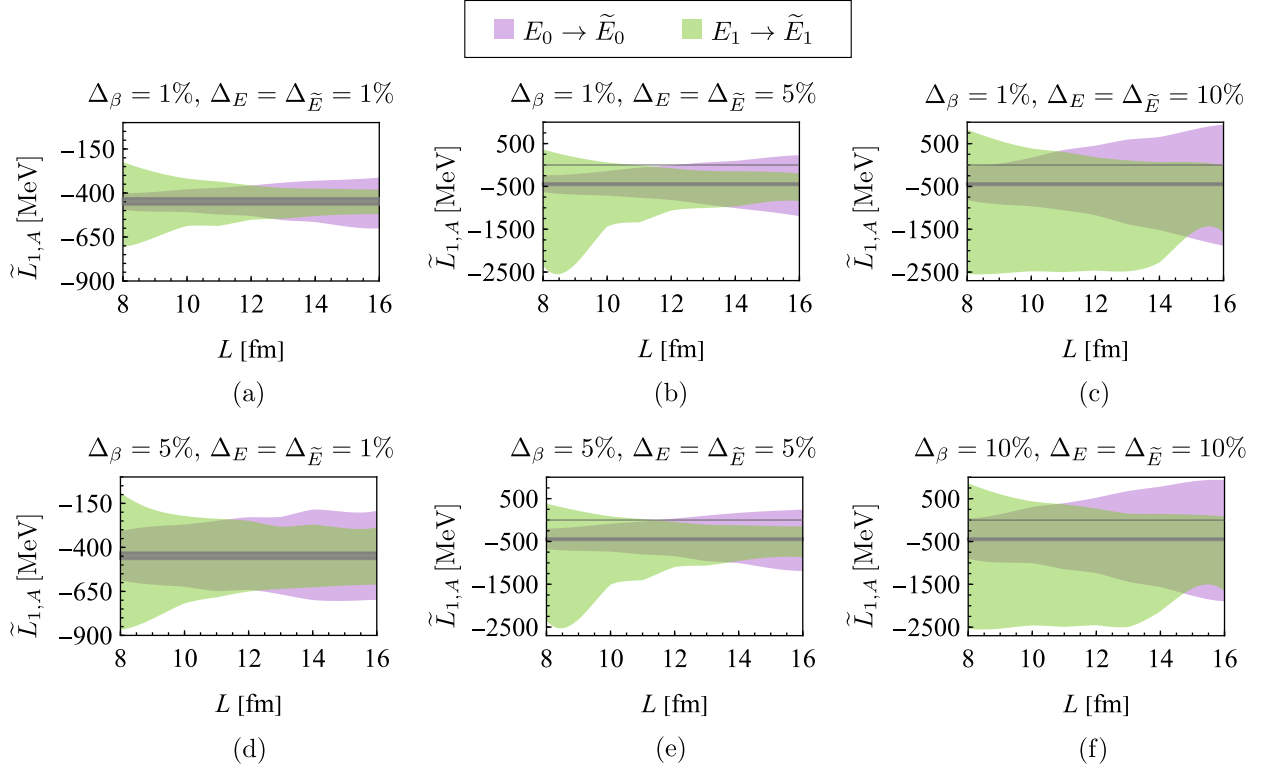 E₀ → Ẽ₀ E₁ → Ẽ₁
Δ_β = 1%, Δ_E = Δ_Ẽ = 1%
L̃₁,A [MeV]
−150
−400
−650
−900
8 10 12 14 16
L [fm]
(a)
Δ_β = 1%, Δ_E = Δ_Ẽ = 5%
L̃₁,A [MeV]
500
−500
−1500
−2500
8 10 12 14 16
L [fm]
(b)
Δ_β = 1%, Δ_E = Δ_Ẽ = 10%
L̃₁,A [MeV]
500
−500
−1500
−2500
8 10 12 14 16
L [fm]
(c)
Δ_β = 5%, Δ_E = Δ_Ẽ = 1%
L̃₁,A [MeV]
−150
−400
−650
−900
8 10 12 14 16
L [fm]
(d)
Δ_β = 5%, Δ_E = Δ_Ẽ = 5%
L̃₁,A [MeV]
500
−500
−1500
−2500
8 10 12 14 16
L [fm]
(e)
Δ_β = 10%, Δ_E = Δ_Ẽ = 10%
L̃₁,A [MeV]
500
−500
−1500
−2500
8 10 12 14 16
L [fm]
(f)